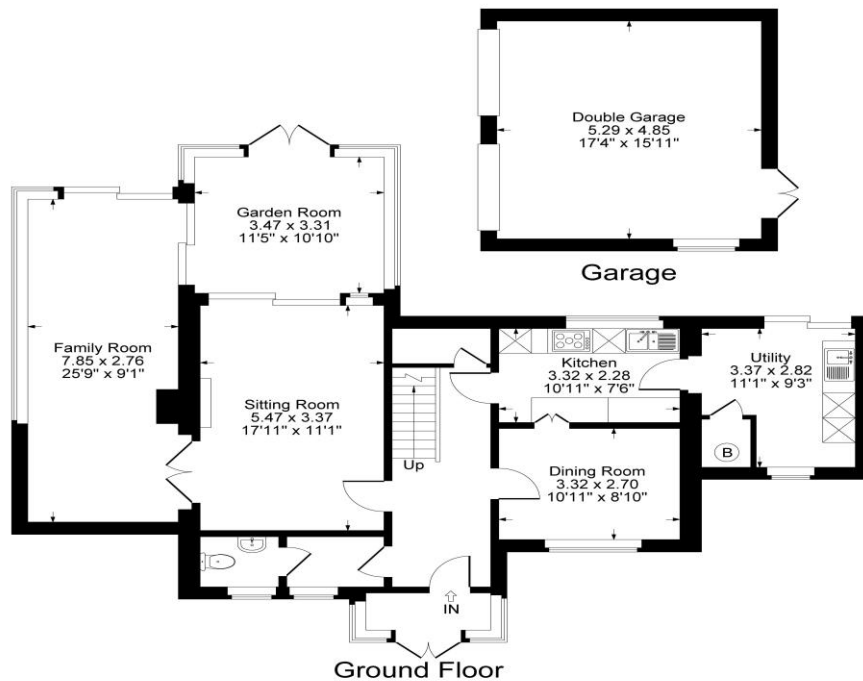 Double Garage
5.29 x 4.85
17'4" x 15'11"
Garage
Garden Room
3.47 x 3.31
11'5" x 10'10"
Family Room
7.85 x 2.76
25'9" x 9'1"
Sitting Room
5.47 x 3.37
17'11" x 11'1"
Kitchen
3.32 x 2.28
10'11" x 7'6"
Utility
3.37 x 2.82
11'1" x 9'3"
B
Up
Dining Room
3.32 x 2.70
10'11" x 8'10"
IN
Ground Floor